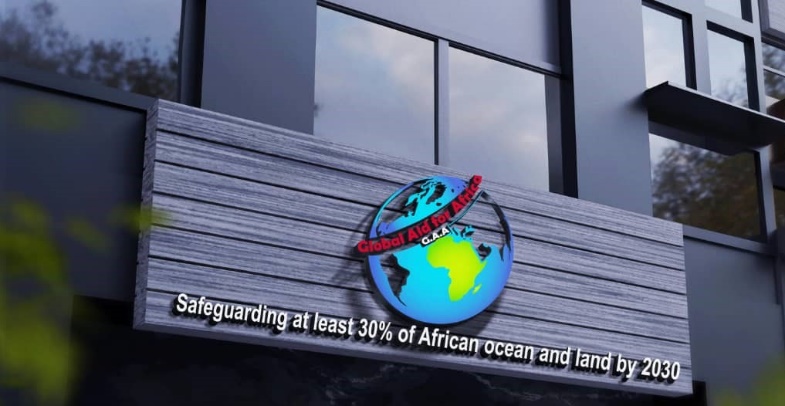 Global Aid for Africa
G.A.A
Safeguarding at least 30% of African ocean and land by 2030